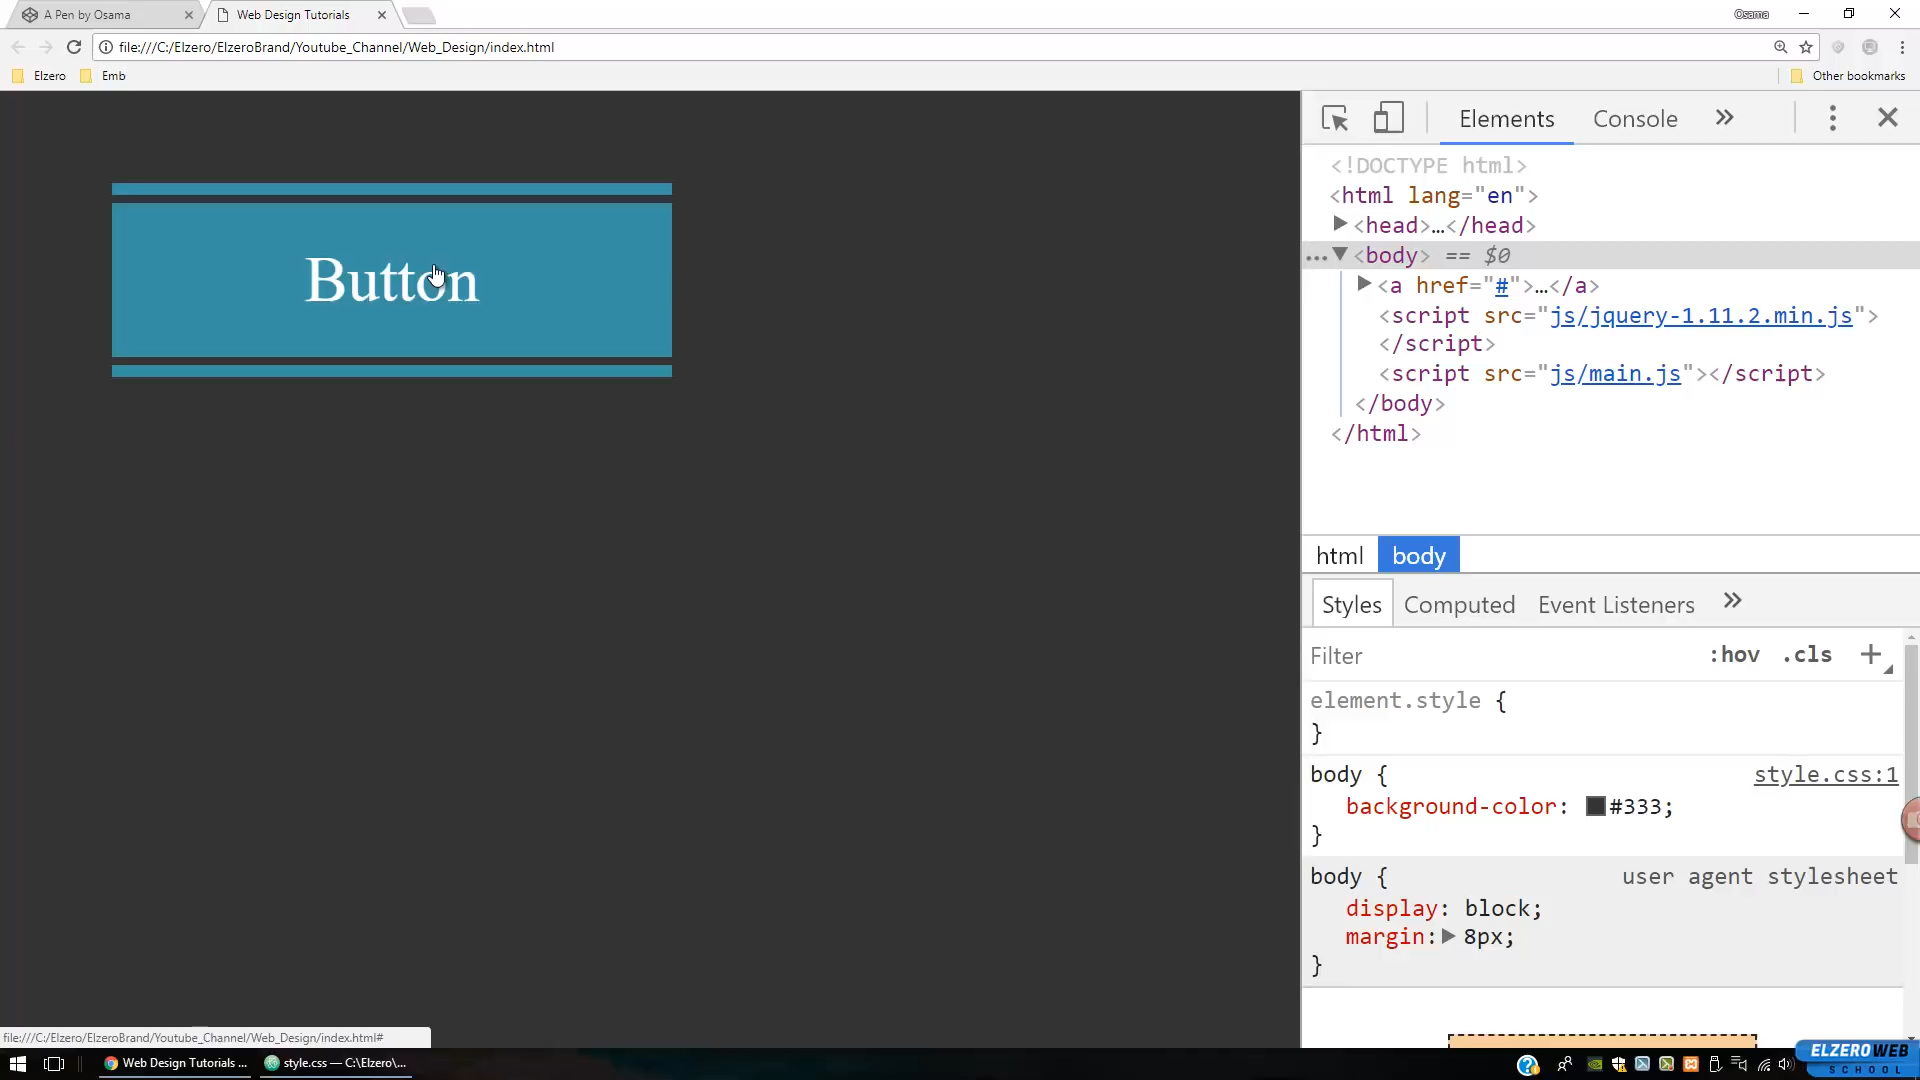 A Pen by Osama
Web Design Tutorials
Osama
file:///C:/Elzero/ElzeroBrand/Youtube_Channel/Web_Design/index.html
Elzero
Emb
Other bookmarks
Button
Elements
Console
<!DOCTYPE html>
<html lang="en">
<head>…</head>
<body> == $0
<a href="#">…</a>
<script src="js/jquery-1.11.2.min.js">
</script>
<script src="js/main.js"></script>
</body>
</html>
html
body
Styles
Computed
Event Listeners
Filter
:hov
.cls
element.style {
}
body {
style.css:1
background-color: #333;
}
body {
user agent stylesheet
display: block;
margin: 8px;
}
file:///C:/Elzero/ElzeroBrand/Youtube_Channel/Web_Design/index.html#
Web Design Tutorials ...
style.css — C:\Elzero\...
ELZERO WEB
SCHOOL